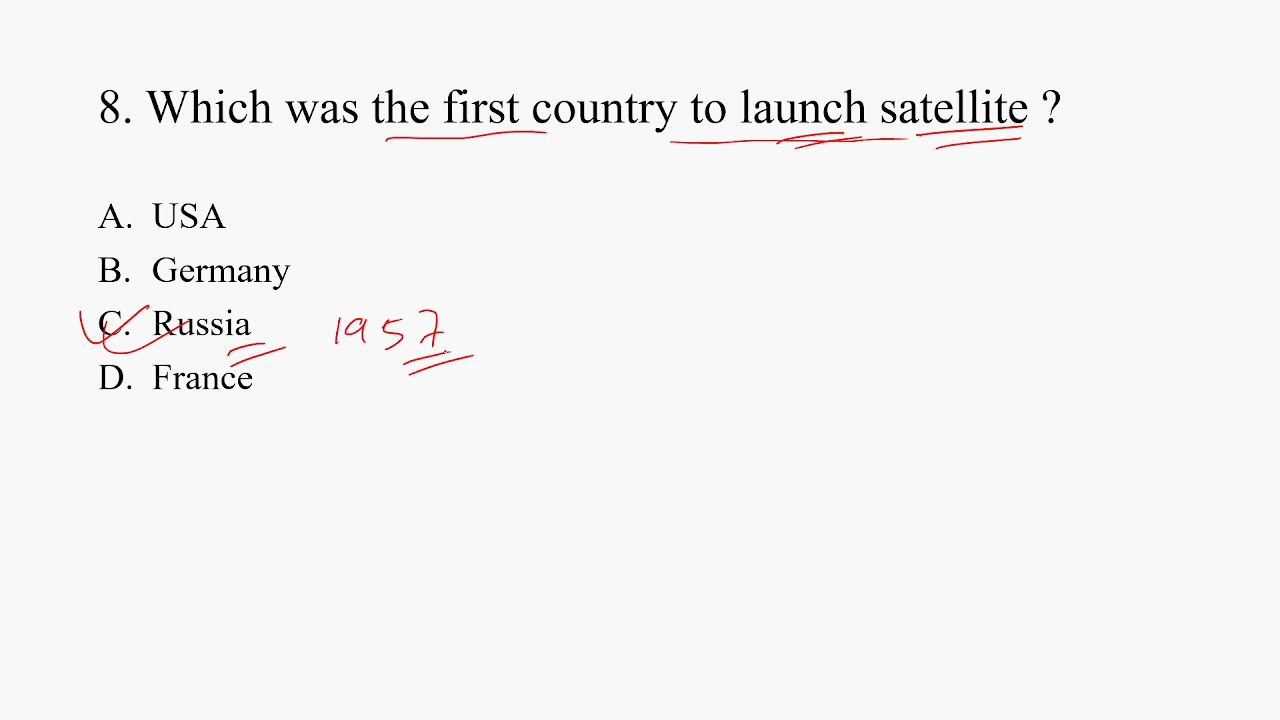 8. Which was the first country to launch satellite ?
A. USA
B. Germany
C. Russia 1957
D. France